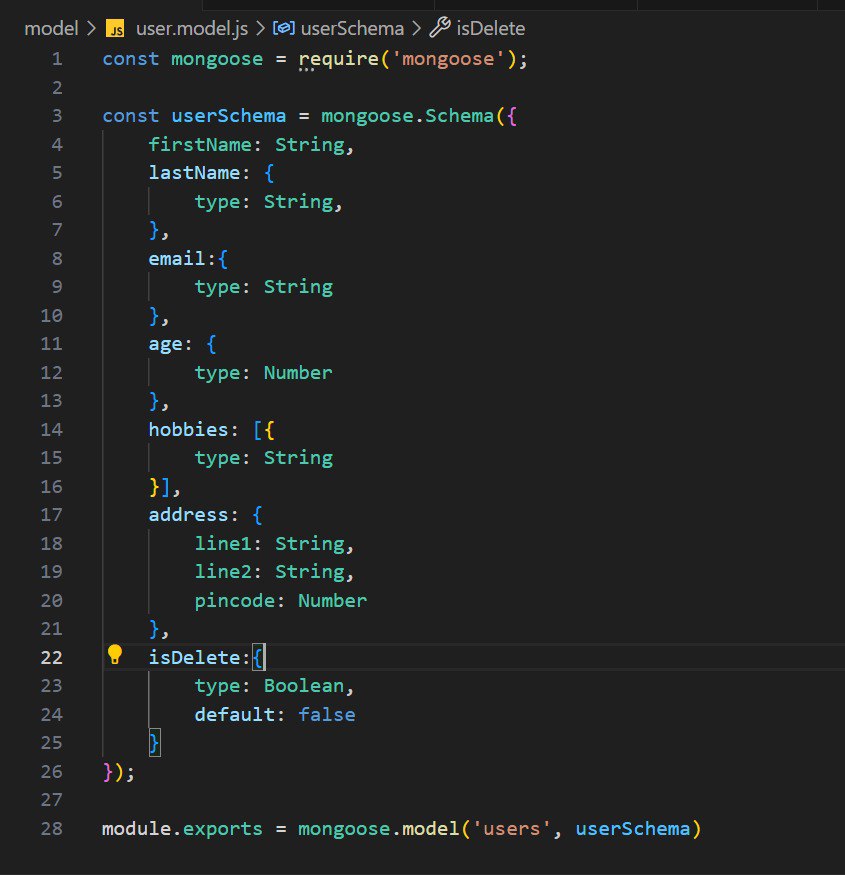 model > JS user.model.js > userSchema > isDelete
1 const mongoose = require('mongoose');
2
3 const userSchema = mongoose.Schema({
4     firstName: String,
5     lastName: {
6         type: String,
7     },
8     email:{
9         type: String
10     },
11     age: {
12         type: Number
13     },
14     hobbies: [{
15         type: String
16     }],
17     address: {
18         line1: String,
19         line2: String,
20         pincode: Number
21     },
22     isDelete:{
23         type: Boolean,
24         default: false
25     }
26 });
27
28 module.exports = mongoose.model('users', userSchema)